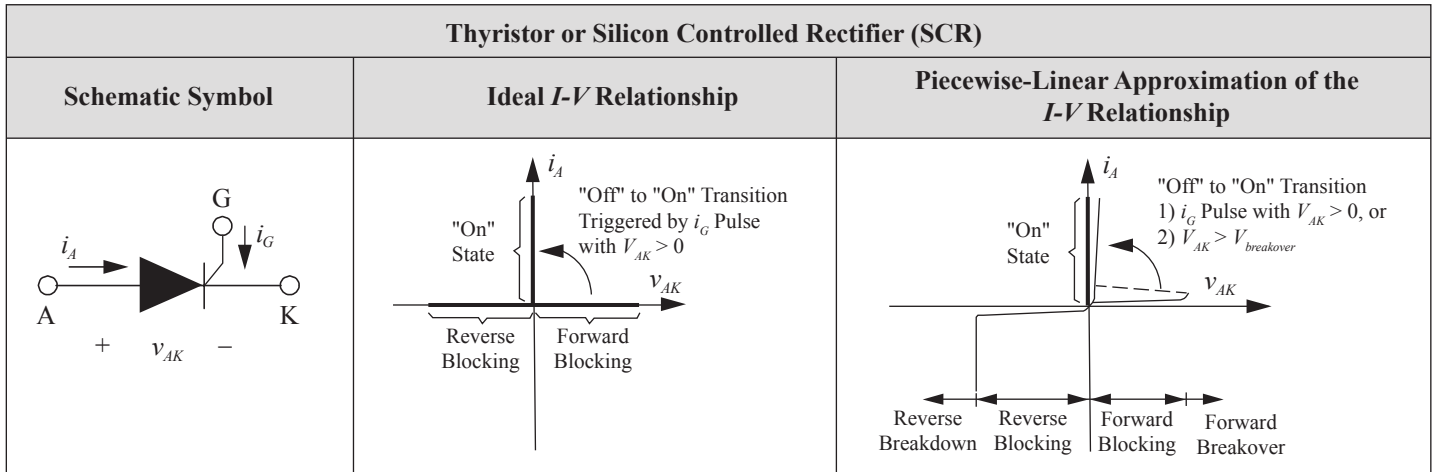 Thyristor or Silicon Controlled Rectifier (SCR)
Schematic Symbol
Ideal I-V Relationship
Piecewise-Linear Approximation of the
I-V Relationship
G
i_A
i_G
A
K
+ v_AK –
i_A
"Off" to "On" Transition
Triggered by i_G Pulse
with V_AK > 0
"On"
State
v_AK
Reverse
Blocking
Forward
Blocking
i_A
"Off" to "On" Transition
1) i_G Pulse with V_AK > 0, or
2) V_AK > V_breakover
"On"
State
v_AK
Reverse
Breakdown
Reverse
Blocking
Forward
Blocking
Forward
Breakover